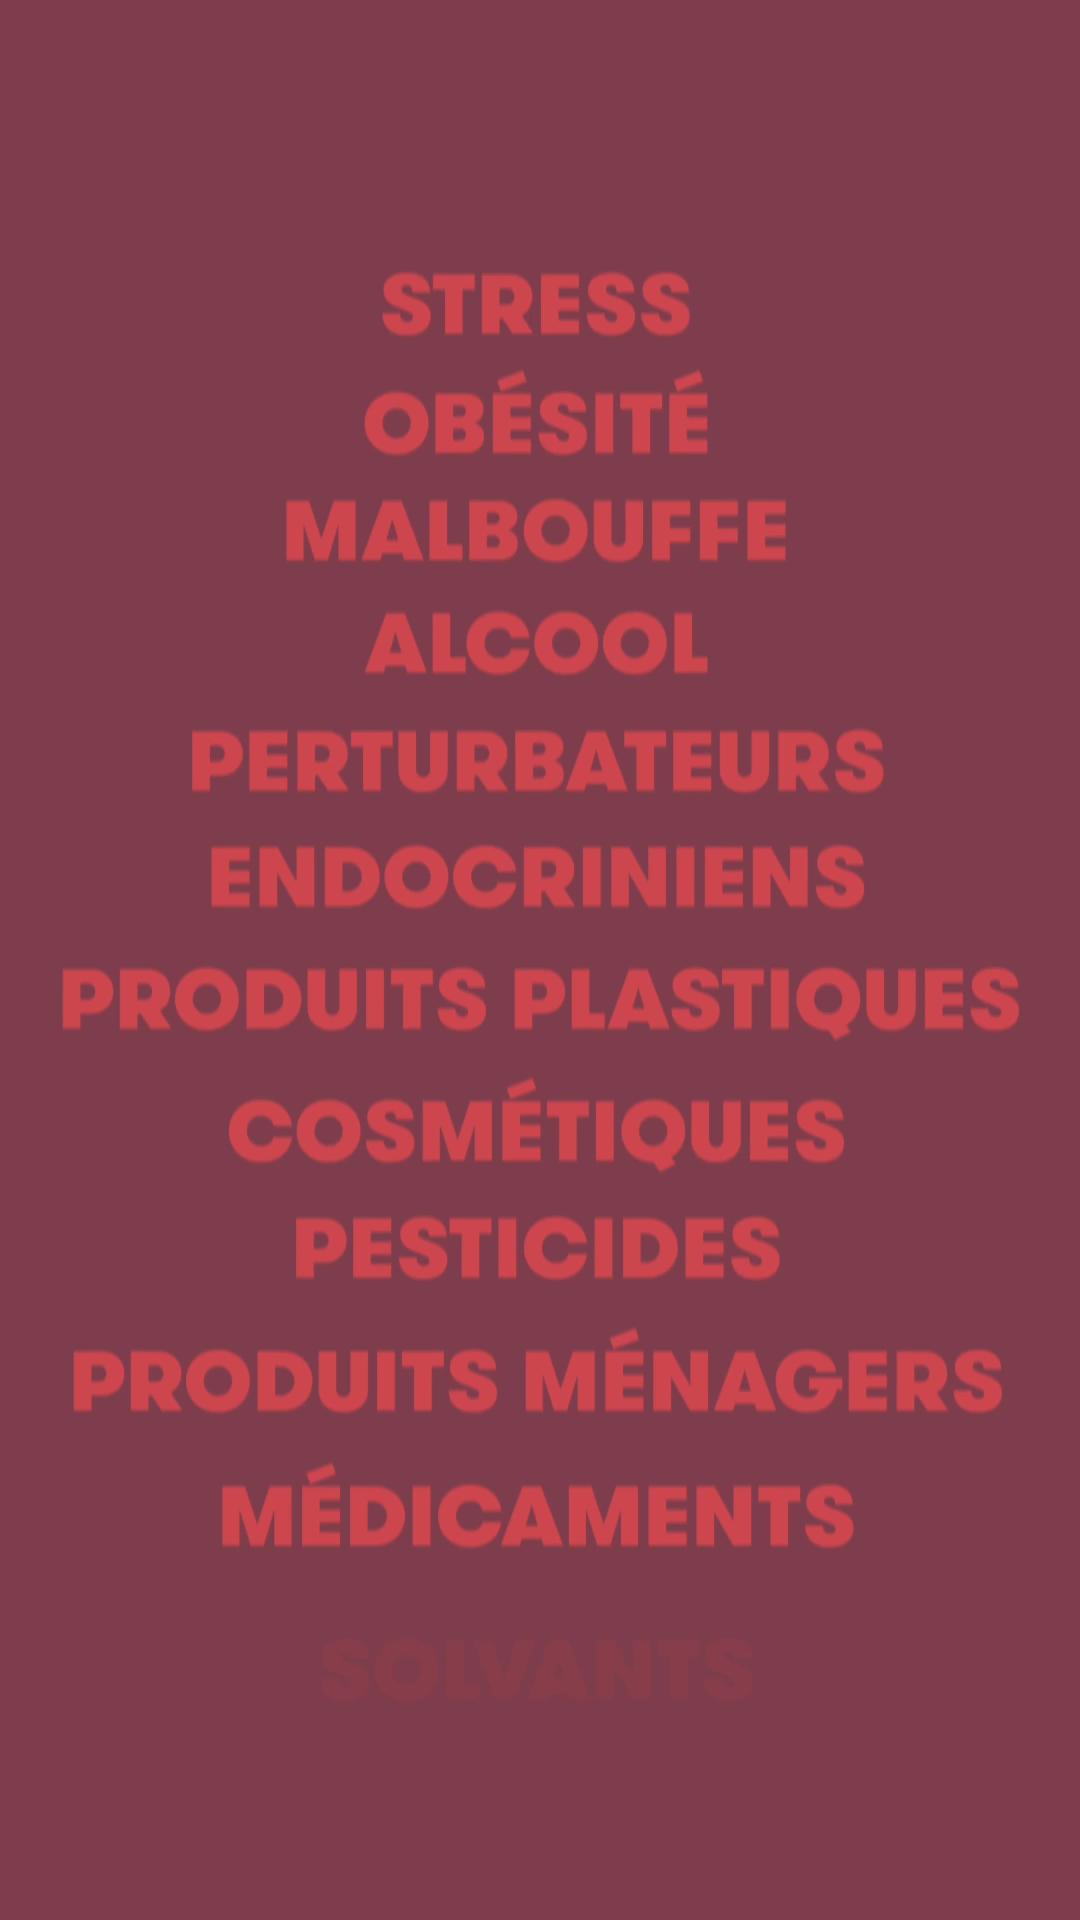 STRESS
OBÉSITÉ
MALBOUFFE
ALCOOL
PERTURBATEURS
ENDOCRINIENS
PRODUITS PLASTIQUES
COSMÉTIQUES
PESTICIDES
PRODUITS MÉNAGERS
MÉDICAMENTS
SOLVANTS